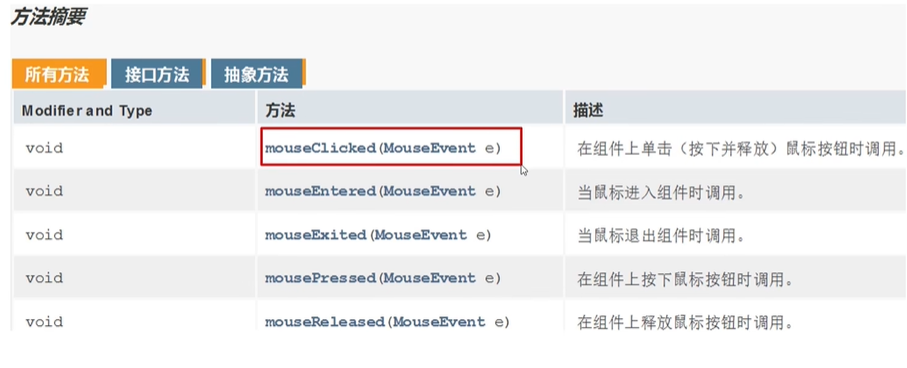 方法摘要
所有方法 接口方法 抽象方法
Modifier and Type 方法 描述
void mouseClicked(MouseEvent e) 在组件上单击（按下并释放）鼠标按钮时调用。
void mouseEntered(MouseEvent e) 当鼠标进入组件时调用。
void mouseExited(MouseEvent e) 当鼠标退出组件时调用。
void mousePressed(MouseEvent e) 在组件上按下鼠标按钮时调用。
void mouseReleased(MouseEvent e) 在组件上释放鼠标按钮时调用。